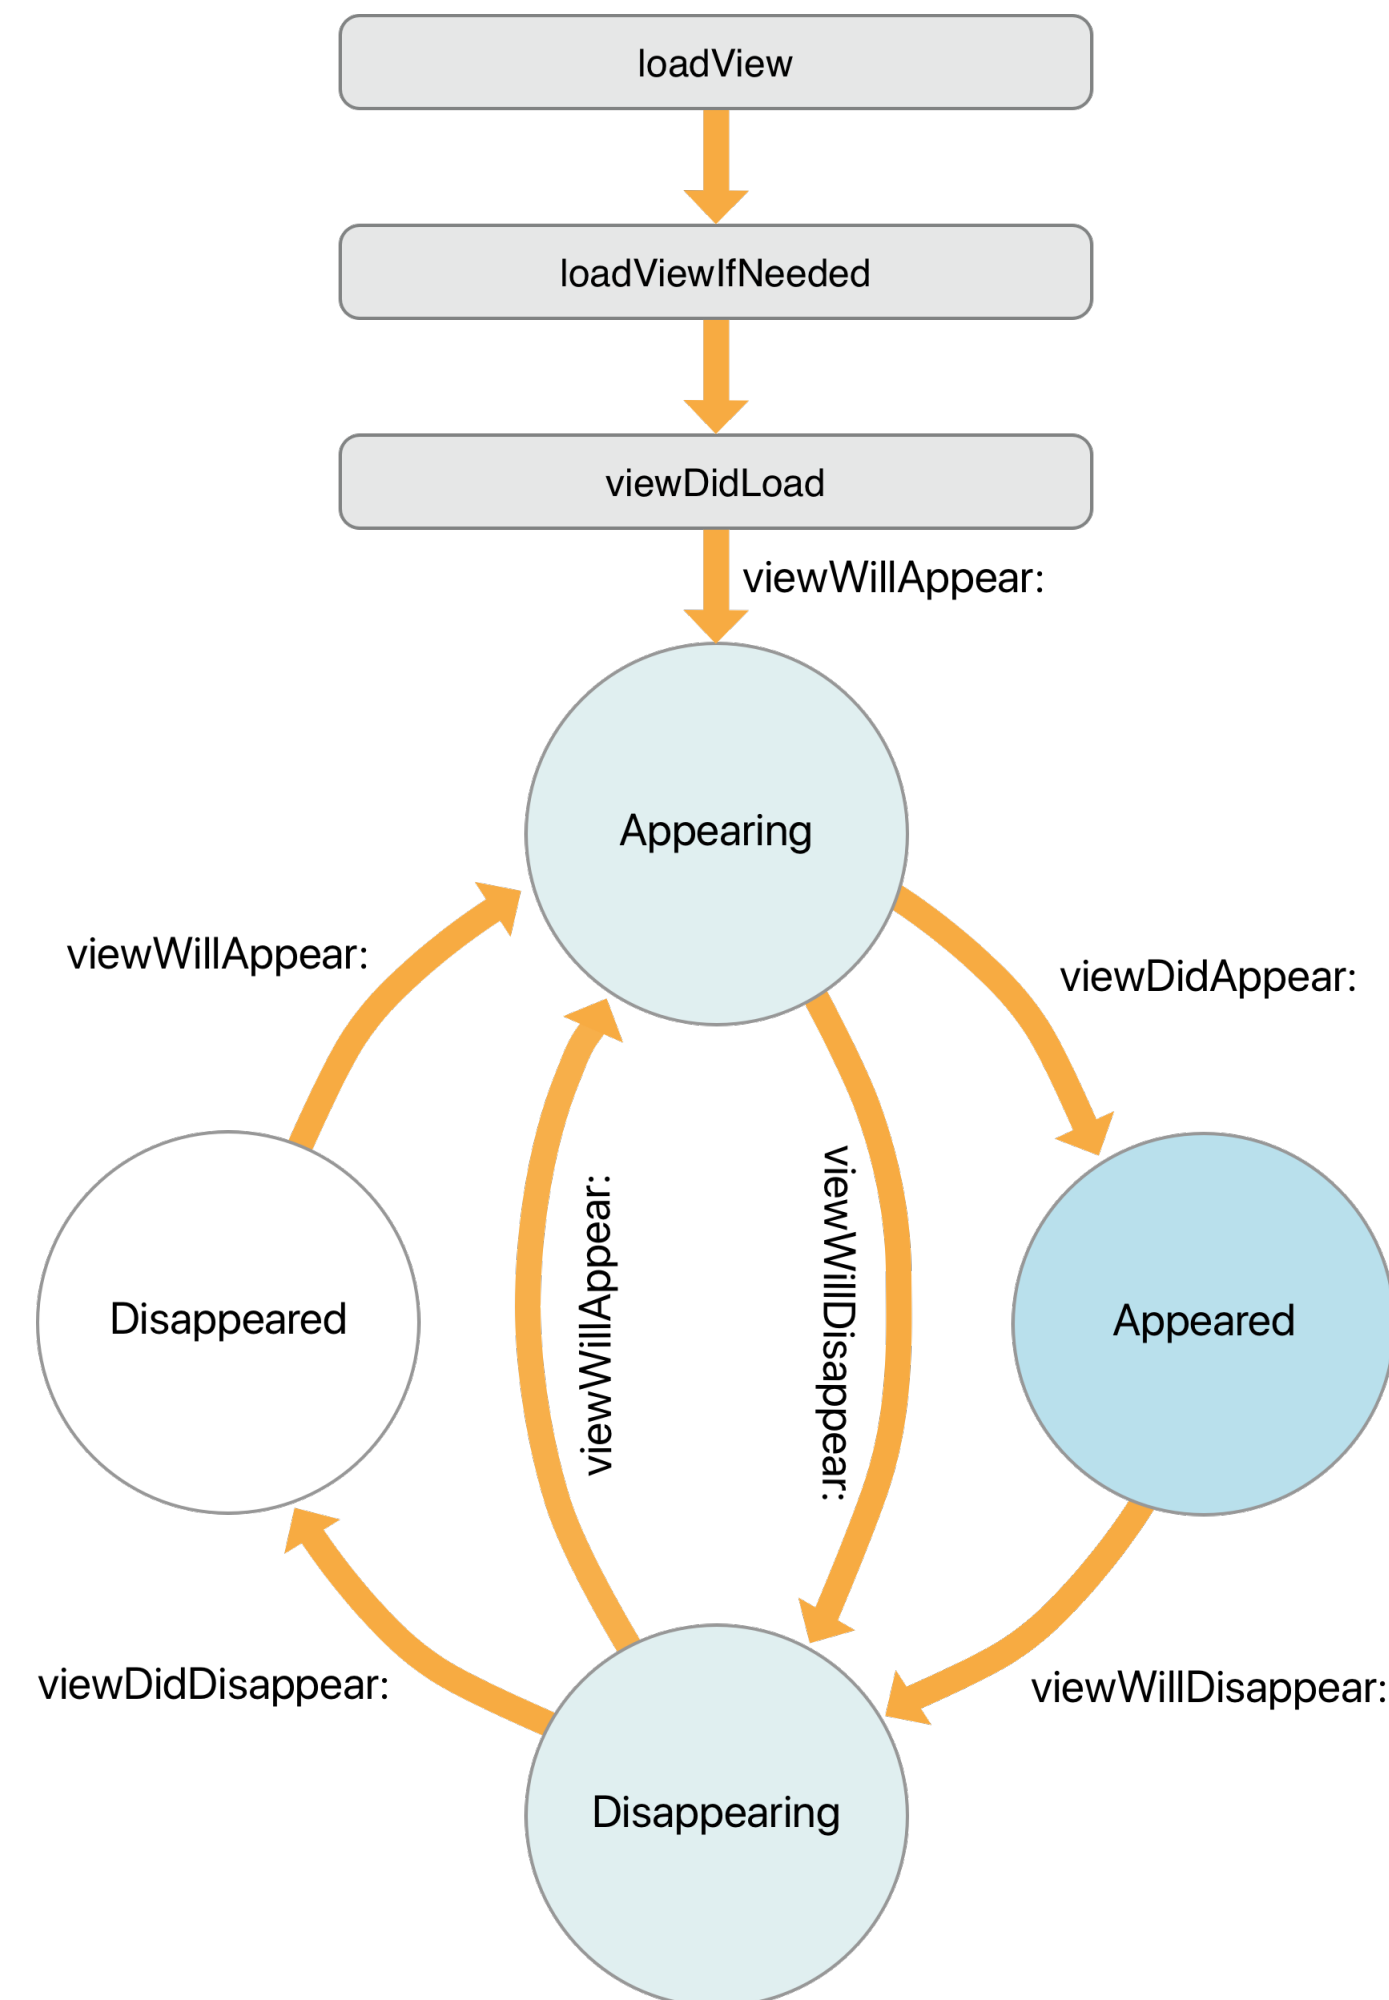 loadView
loadViewIfNeeded
viewDidLoad
viewWillAppear:
Appearing
viewWillAppear:
viewDidAppear:
viewWillAppear:
viewWillDisappear:
Disappeared
Appeared
viewDidDisappear:
viewWillDisappear:
Disappearing